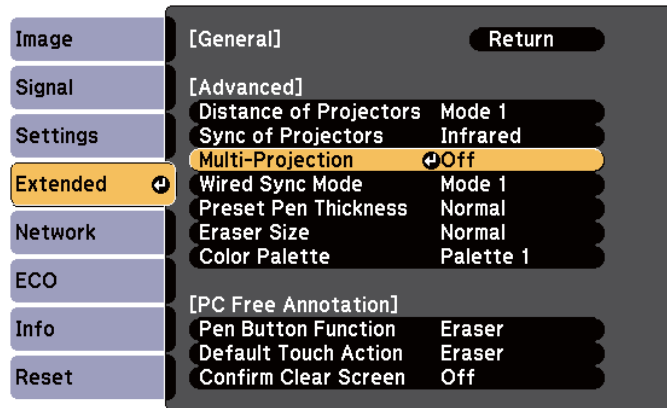 Image
Signal
Settings
Extended
Network
ECO
Info
Reset
[General] Return
[Advanced]
Distance of Projectors Mode 1
Sync of Projectors Infrared
Multi-Projection Off
Wired Sync Mode Mode 1
Preset Pen Thickness Normal
Eraser Size Normal
Color Palette Palette 1
[PC Free Annotation]
Pen Button Function Eraser
Default Touch Action Eraser
Confirm Clear Screen Off